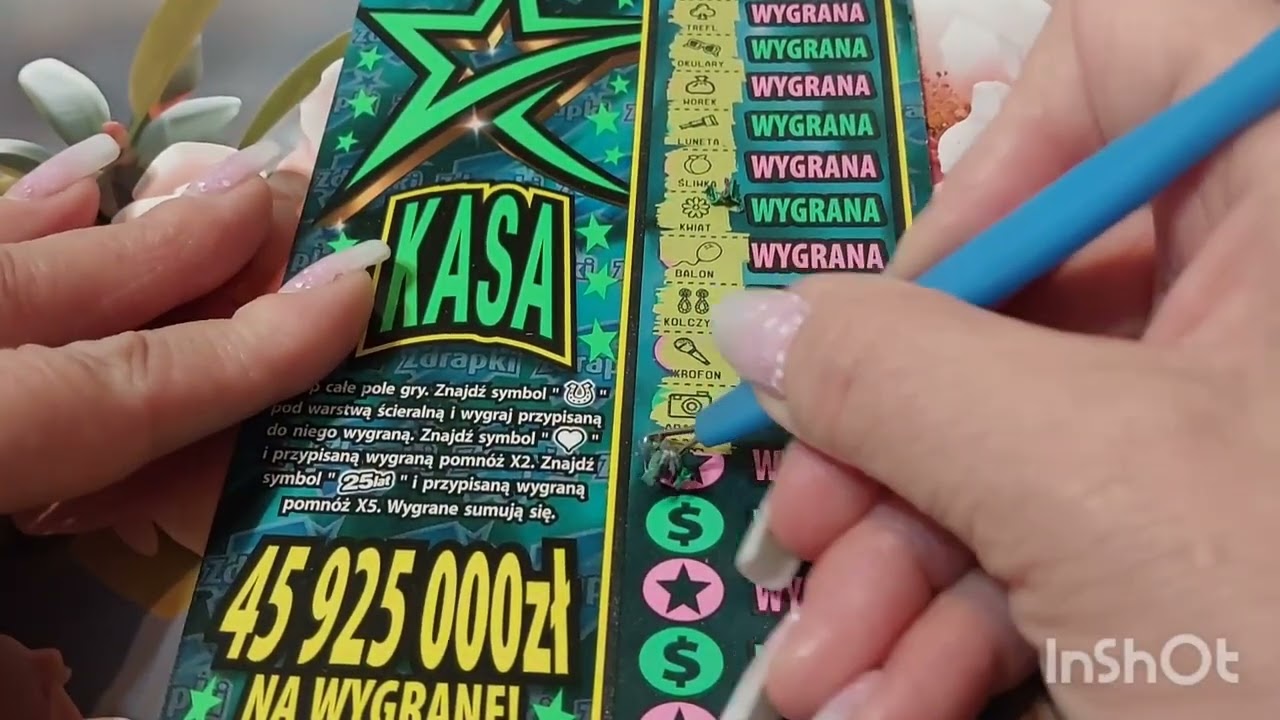 KASA
Zdrapki
całe pole gry. Znajdź symbol " "
pod warstwą ścieralną i wygraj przypisaną
do niego wygraną. Znajdź symbol " "
i przypisaną wygraną pomnóż X2. Znajdź
symbol "25lat" i przypisaną wygraną
pomnóż X5. Wygrane sumują się.
45 925 000zł
NA WYGRANE!
TREFL WYGRANA
OKULARY WYGRANA
WOREK WYGRANA
LUNETA WYGRANA
ŚLIWKA WYGRANA
KWIAT WYGRANA
BALON WYGRANA
KOLCZY
KROFON
$
$
InShOt